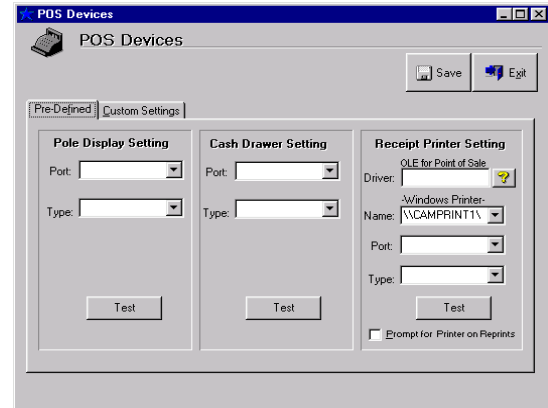 POS Devices
POS Devices
Save
Exit
Pre-Defined
Custom Settings
Pole Display Setting
Port:
Type:
Test
Cash Drawer Setting
Port:
Type:
Test
Receipt Printer Setting
OLE for Point of Sale
Driver:
?
-Windows Printer-
Name: \\CAMPRINT1\
Port:
Type:
Test
Prompt for Printer on Reprints